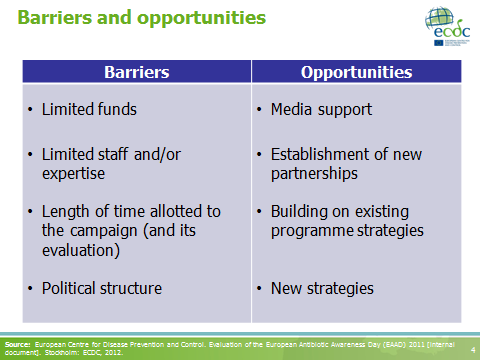 Barriers and opportunities
ecdc
Barriers
Opportunities
• Limited funds
• Media support
• Limited staff and/or
expertise
• Establishment of new
partnerships
• Length of time allotted to
the campaign (and its
evaluation)
• Building on existing
programme strategies
• Political structure
• New strategies
Source: European Centre for Disease Prevention and Control. Evaluation of the European Antibiotic Awareness Day (EAAD) 2011 [internal
document]. Stockholm: ECDC, 2012.
4